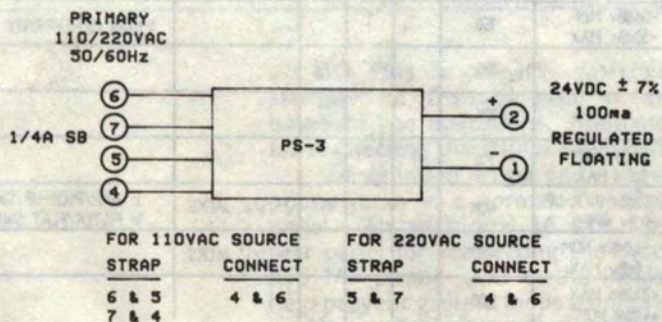 PRIMARY
110/220VAC
50/60Hz
6
7
1/4A SB
5
4
PS-3
+
2
-
1
24VDC ± 7%
100ma
REGULATED
FLOATING
FOR 110VAC SOURCE
STRAP CONNECT
6 & 5 4 & 6
7 & 4
FOR 220VAC SOURCE
STRAP CONNECT
5 & 7 4 & 6